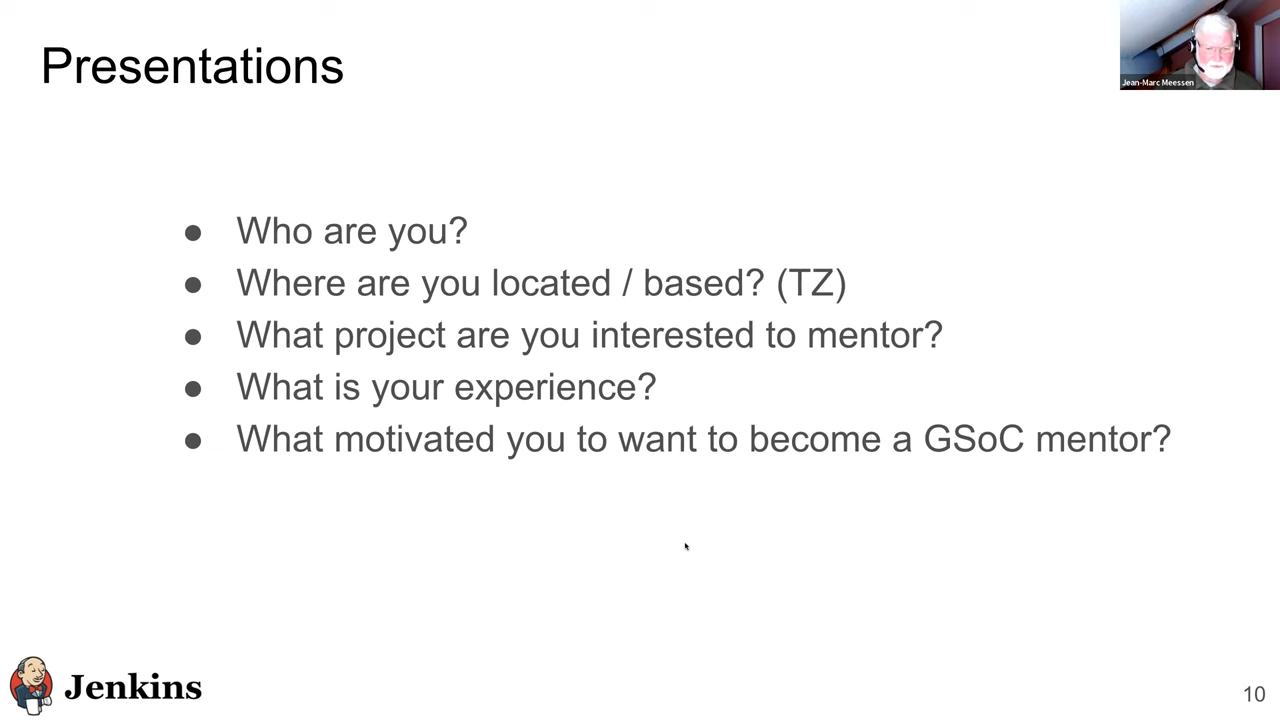 Presentations
Jean-Marc Meessen
● Who are you?
● Where are you located / based? (TZ)
● What project are you interested to mentor?
● What is your experience?
● What motivated you to want to become a GSoC mentor?
Jenkins
10